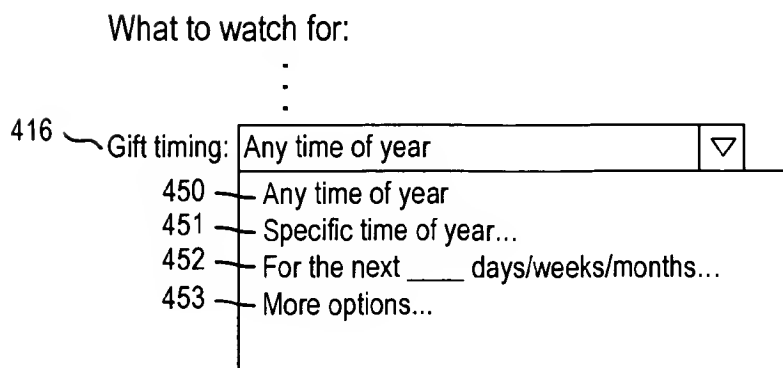 What to watch for:
416 Gift timing: Any time of year
450 Any time of year
451 Specific time of year...
452 For the next ____ days/weeks/months...
453 More options...